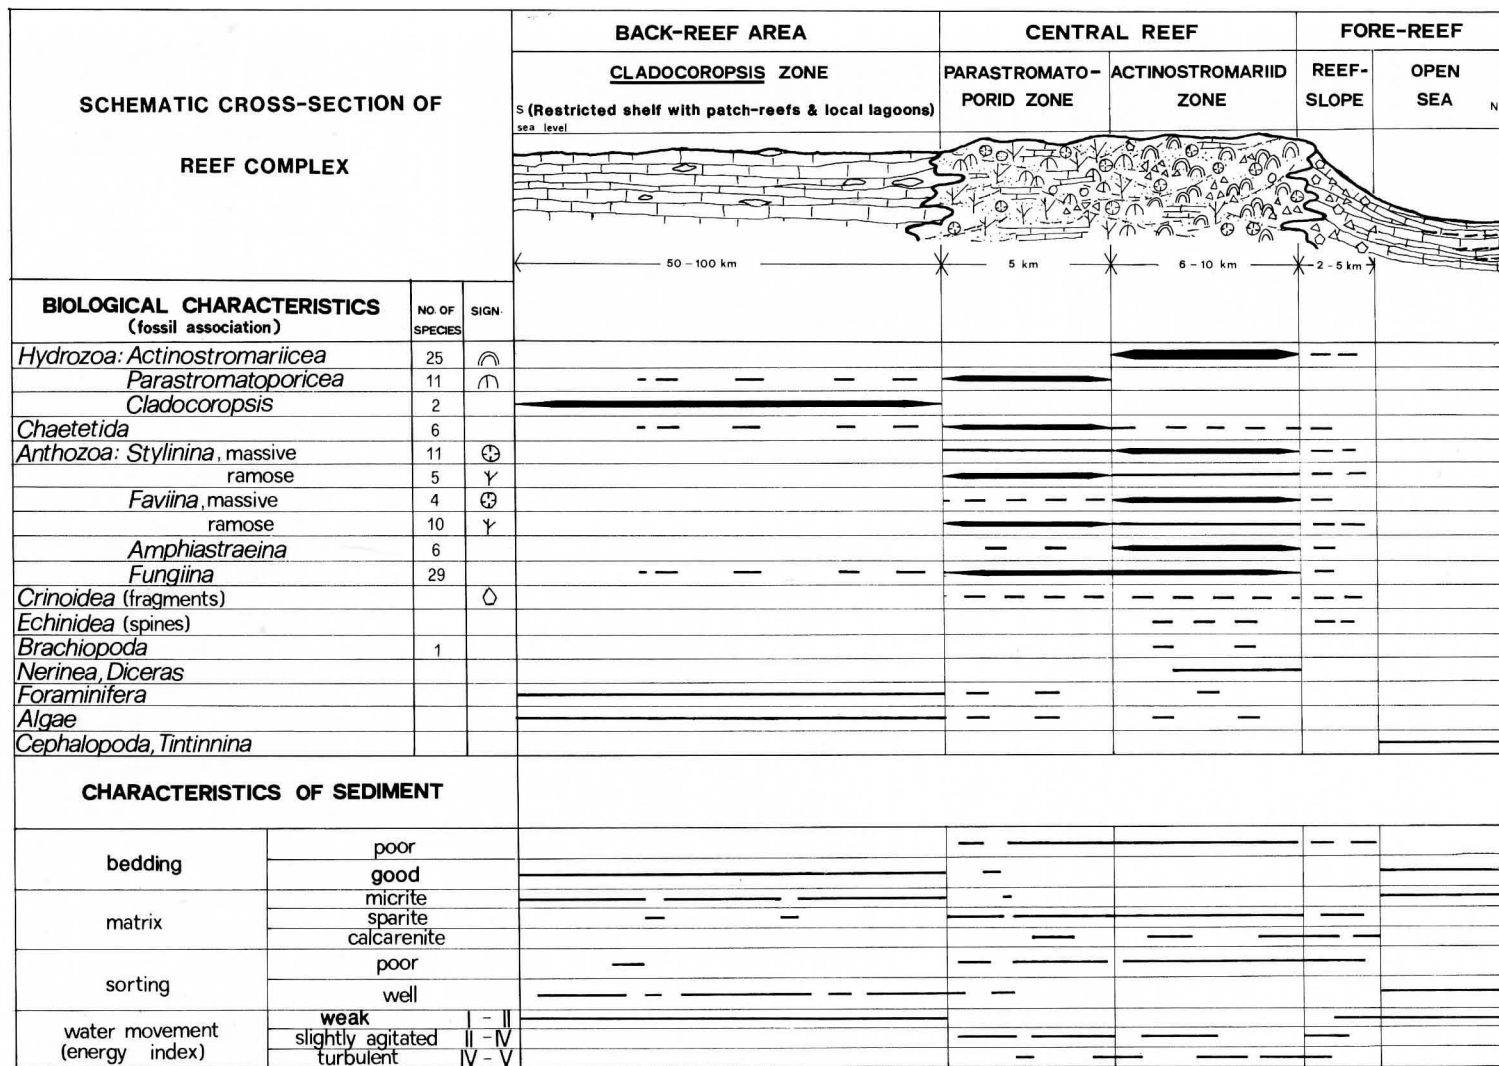 SCHEMATIC CROSS-SECTION OF
REEF COMPLEX
BACK-REEF AREA
CENTRAL REEF
FORE-REEF
CLADOCOROPSIS ZONE
S (Restricted shelf with patch-reefs & local lagoons)
sea level
PARASTROMATO-
PORID ZONE
ACTINOSTROMARIID
ZONE
REEF-
SLOPE
OPEN
SEA
N
50-100 km
5 km
6-10 km
2-5 km
BIOLOGICAL CHARACTERISTICS
(fossil association)
NO. OF
SPECIES
SIGN.
Hydrozoa: Actinostromariicea 25
Parastromatoporicea 11
Cladocoropsis 2
Chaetetida 6
Anthozoa: Stylinina, massive 11
ramose 5
Faviina, massive 4
ramose 10
Amphiastraeina 6
Fungiina 29
Crinoidea (fragments)
Echinidea (spines)
Brachiopoda 1
Nerinea, Diceras
Foraminifera
Algae
Cephalopoda, Tintinnina
CHARACTERISTICS OF SEDIMENT
bedding
poor
good
matrix
micrite
sparite
calcarenite
sorting
poor
well
water movement
(energy index)
weak I - II
slightly agitated II - IV
turbulent IV - V